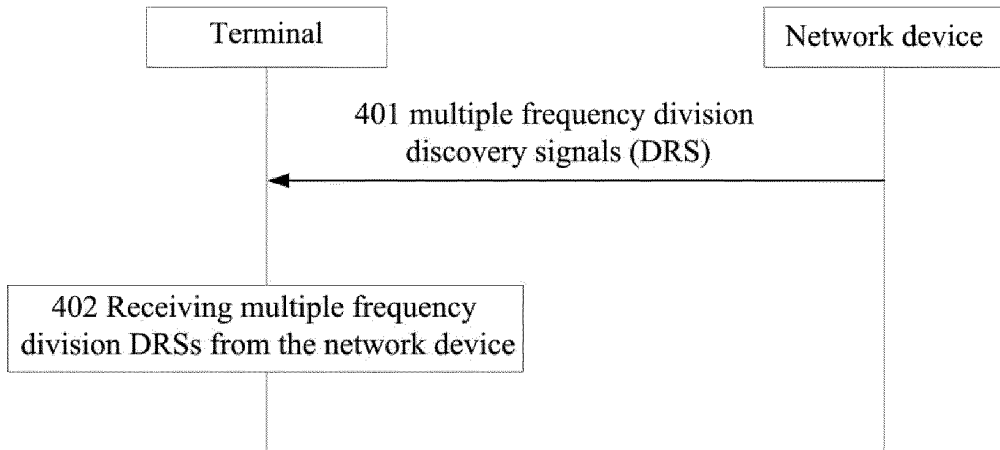 Terminal
Network device
401 multiple frequency division
discovery signals (DRS)
402 Receiving multiple frequency
division DRSs from the network device